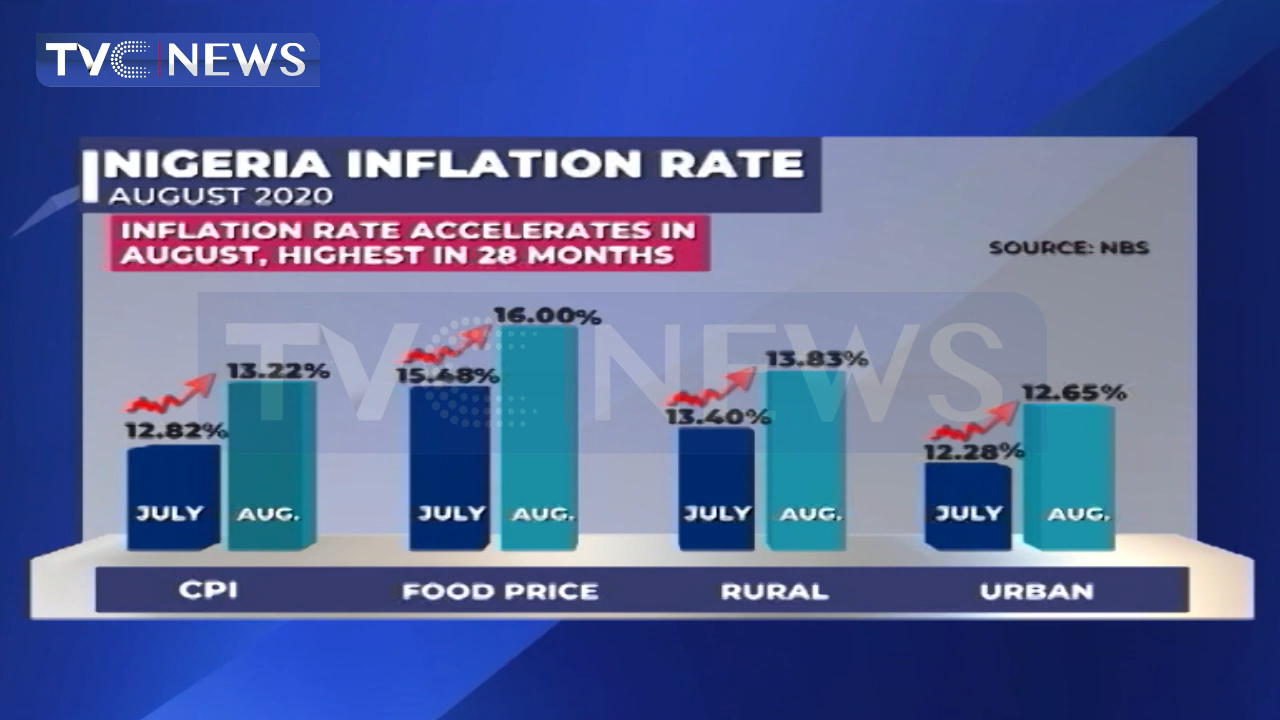 TVC NEWS
NIGERIA INFLATION RATE
AUGUST 2020
INFLATION RATE ACCELERATES IN
AUGUST, HIGHEST IN 28 MONTHS
SOURCE: NBS
TVC NEWS
12.82% 13.22% 15.48% 16.00% 13.40% 13.83% 12.28% 12.65%
JULY AUG. JULY AUG. JULY AUG. JULY AUG.
CPI FOOD PRICE RURAL URBAN